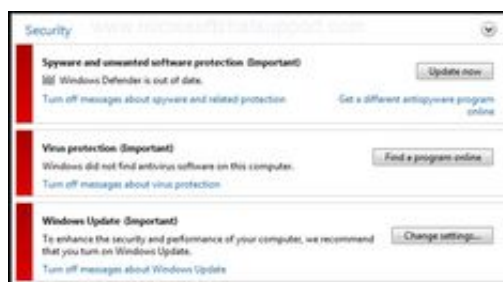 Security
Spyware and unwanted software protection (Important)
Windows Defender is out of date.
Update now
Turn off messages about spyware and related protection
Get a different antispyware program
online
Virus protection (Important)
Windows did not find antivirus software on this computer.
Find a program online
Turn off messages about virus protection
Windows Update (Important)
To enhance the security and performance of your computer, we recommend
that you turn on Windows Update.
Change settings...
Turn off messages about Windows Update